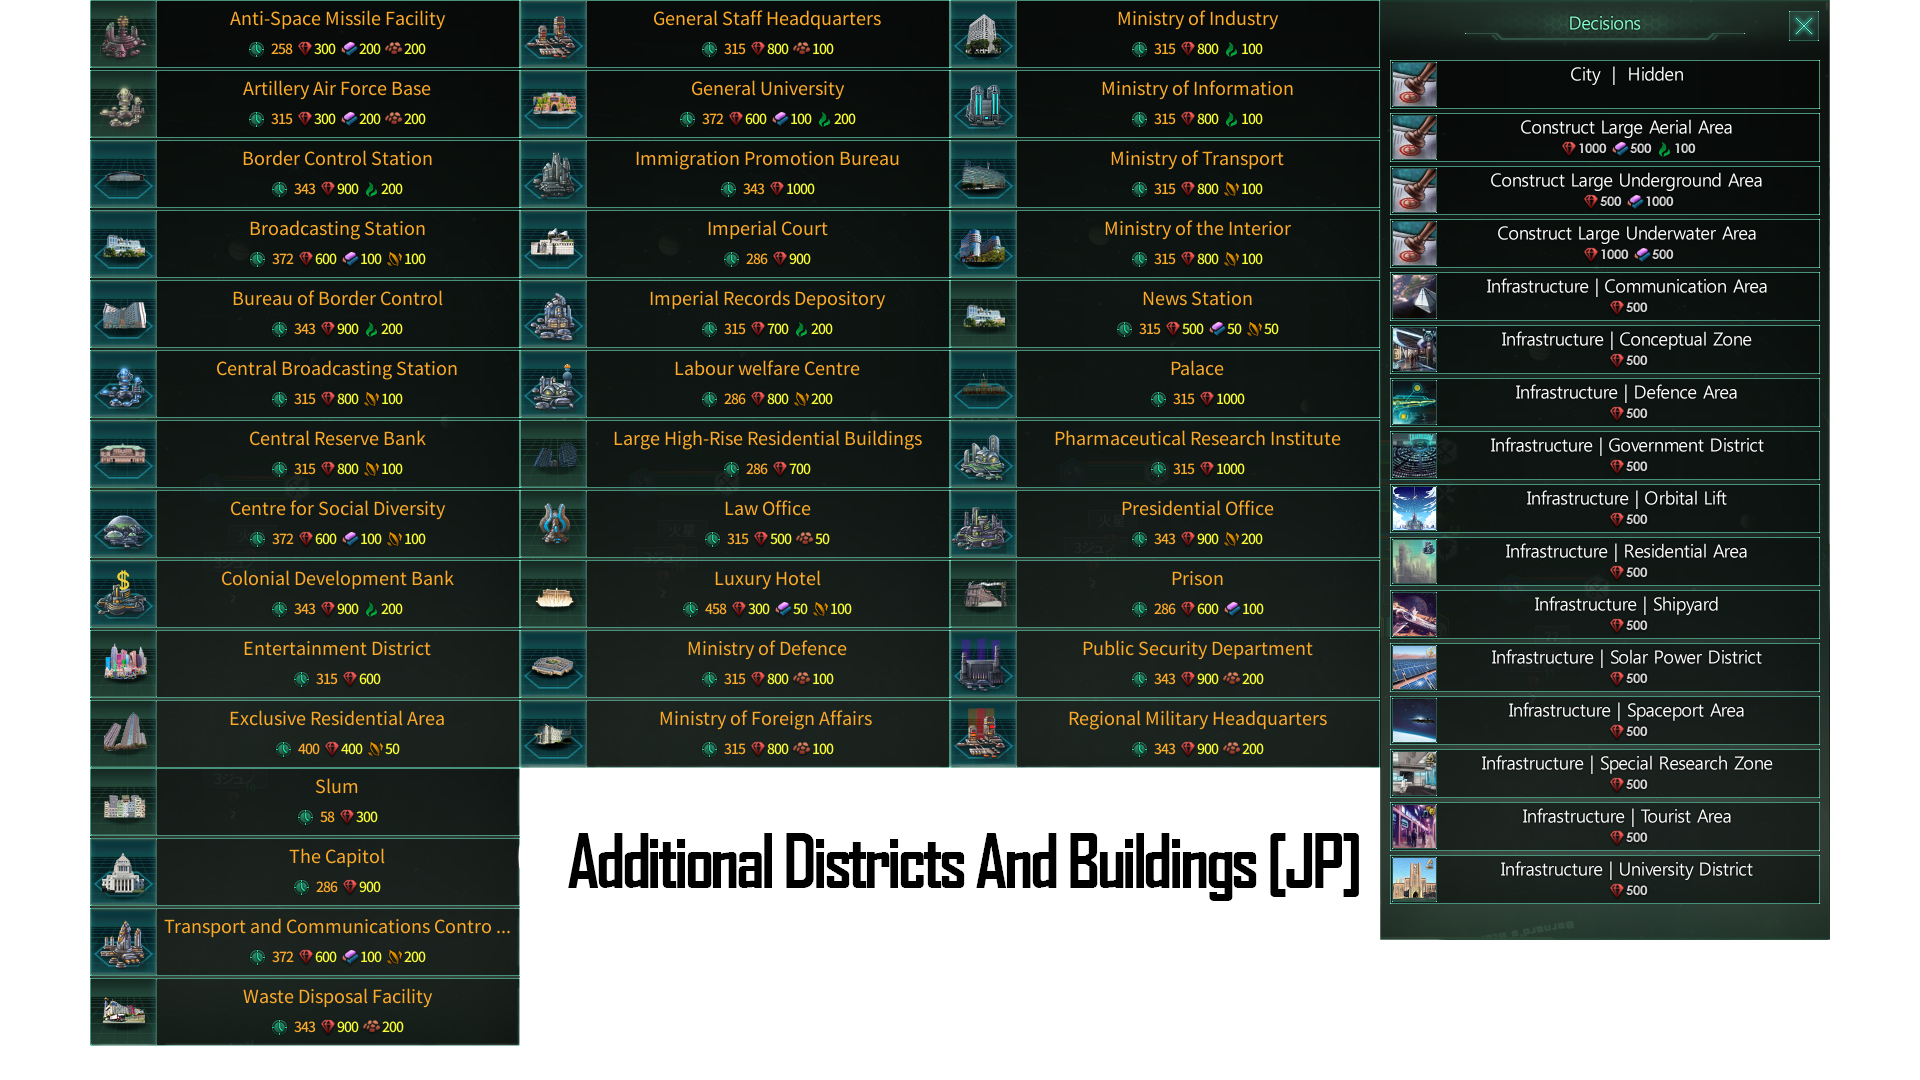 Anti-Space Missile Facility
258 300 200 200
Artillery Air Force Base
315 300 200 200
Border Control Station
343 900 200
Broadcasting Station
372 600 100 100
Bureau of Border Control
343 900 200
Central Broadcasting Station
315 800 100
Central Reserve Bank
315 800 100
Centre for Social Diversity
372 600 100 100
Colonial Development Bank
343 900 200
Entertainment District
315 600
Exclusive Residential Area
400 400 50
Slum
58 300
The Capitol
286 900
Transport and Communications Contro ...
372 600 100 200
Waste Disposal Facility
343 900 200
General Staff Headquarters
315 800 100
General University
372 600 100 200
Immigration Promotion Bureau
343 1000
Imperial Court
286 900
Imperial Records Depository
315 700 200
Labour welfare Centre
286 800 200
Large High-Rise Residential Buildings
286 700
Law Office
315 500 50
Luxury Hotel
458 300 50 100
Ministry of Defence
315 800 100
Ministry of Foreign Affairs
315 800 100
Ministry of Industry
315 800 100
Ministry of Information
315 800 100
Ministry of Transport
315 800 100
Ministry of the Interior
315 800 100
News Station
315 500 50 50
Palace
315 1000
Pharmaceutical Research Institute
315 1000
Presidential Office
343 900 200
Prison
286 600 100
Public Security Department
343 900 200
Regional Military Headquarters
343 900 200
Additional Districts And Buildings [JP]
Decisions
City | Hidden
Construct Large Aerial Area
1000 500 100
Construct Large Underground Area
500 1000
Construct Large Underwater Area
1000 500
Infrastructure | Communication Area
500
Infrastructure | Conceptual Zone
500
Infrastructure | Defence Area
500
Infrastructure | Government District
500
Infrastructure | Orbital Lift
500
Infrastructure | Residential Area
500
Infrastructure | Shipyard
500
Infrastructure | Solar Power District
500
Infrastructure | Spaceport Area
500
Infrastructure | Special Research Zone
500
Infrastructure | Tourist Area
500
Infrastructure | University District
500